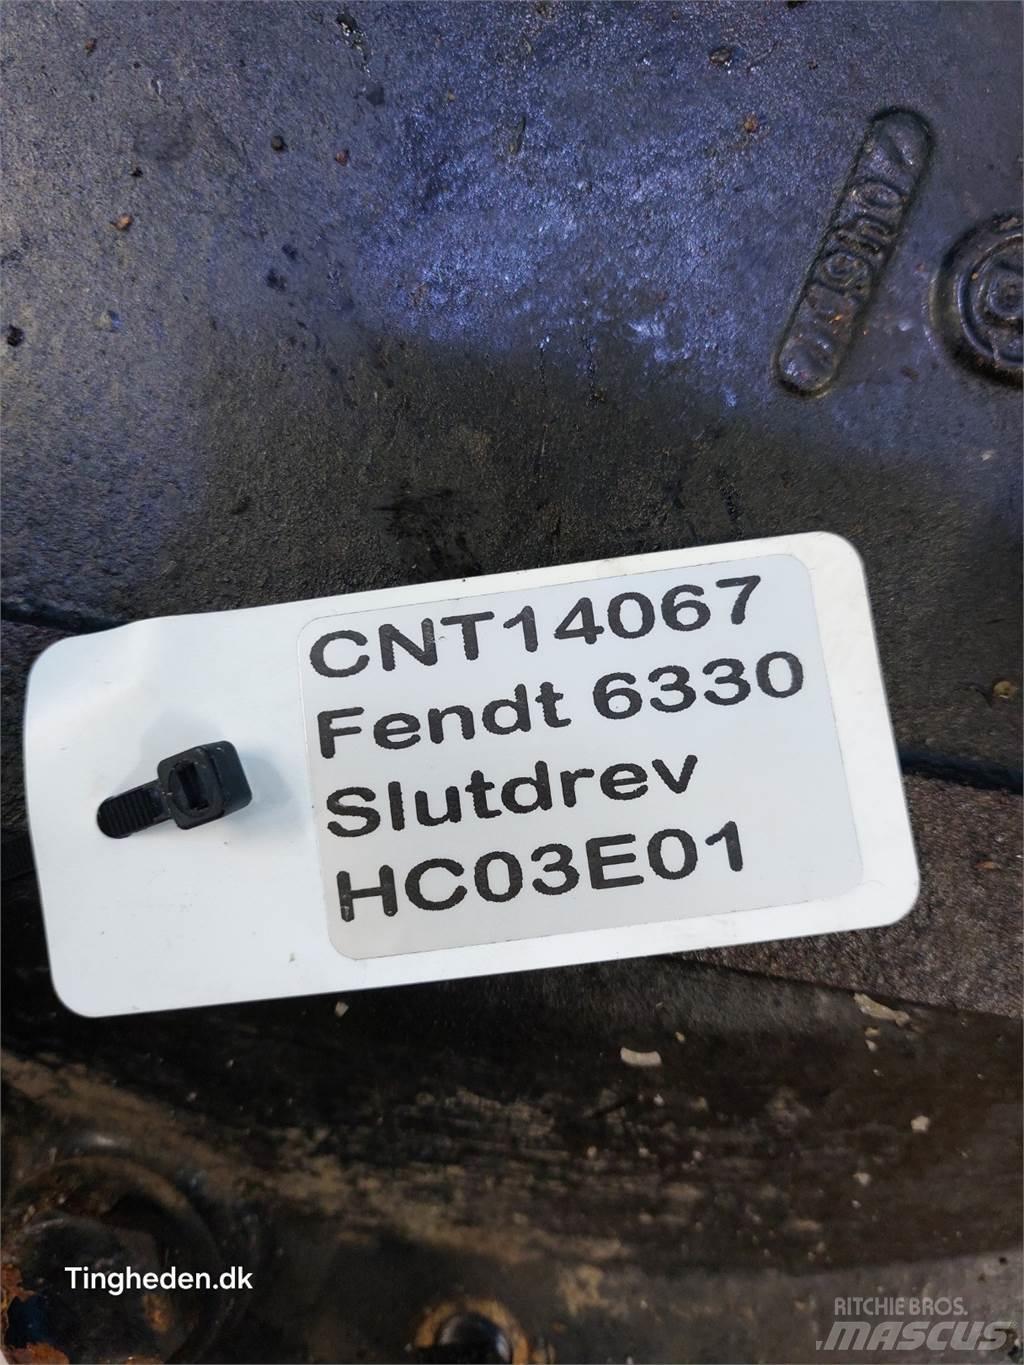 CNT14067
Fendt 6330
Slutdrev
HC03E01
Tingheden.dk
RITCHIE BROS.
MASCUS